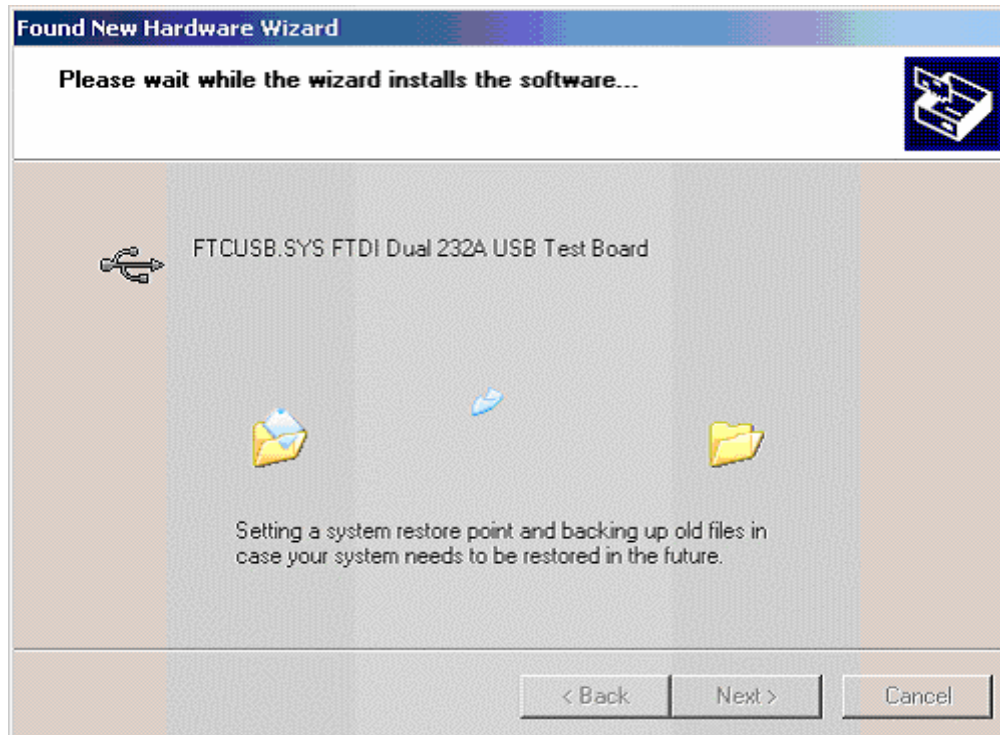 Found New Hardware Wizard
Please wait while the wizard installs the software...
FTCUSB.SYS FTDI Dual 232A USB Test Board
Setting a system restore point and backing up old files in
case your system needs to be restored in the future.
< Back
Next >
Cancel